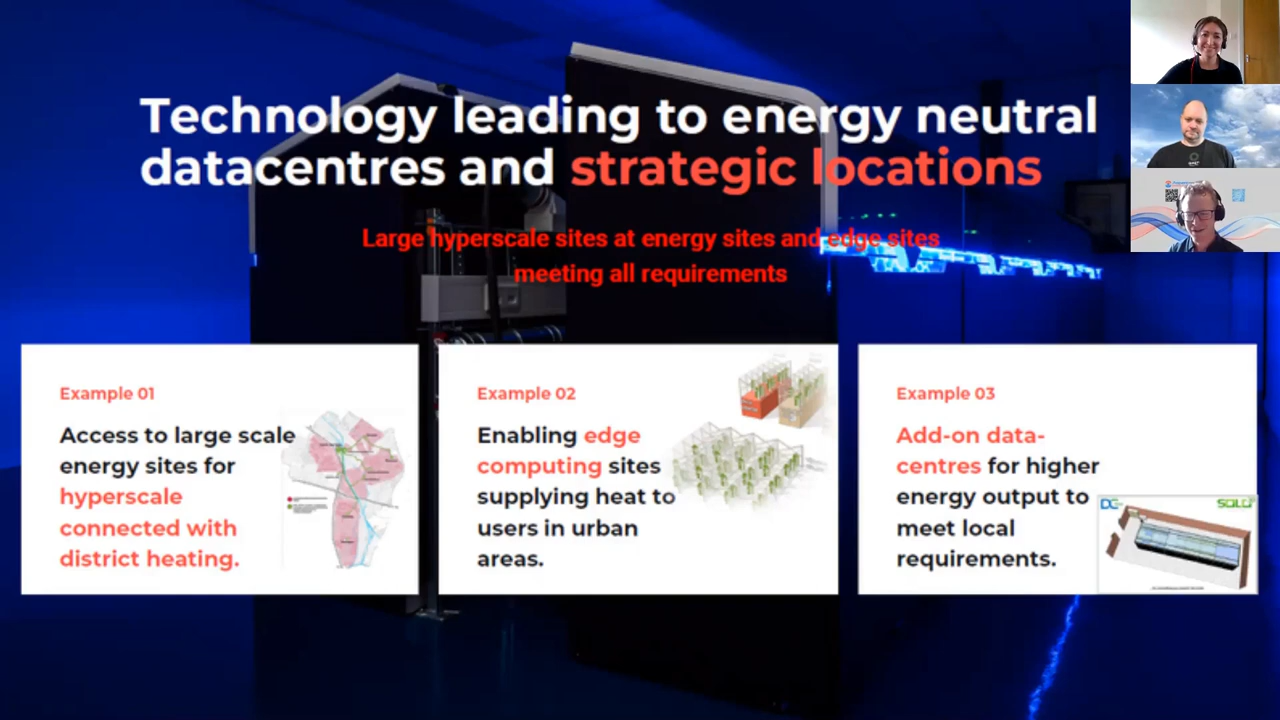 Technology leading to energy neutral
datacentres and strategic locations
Large hyperscale sites at energy sites and edge sites
meeting all requirements
Example 01
Access to large scale
energy sites for
hyperscale
connected with
district heating.
Example 02
Enabling edge
computing sites
supplying heat to
users in urban
areas.
Example 03
Add-on data-
centres for higher
energy output to
meet local
requirements.
DC
SOLO